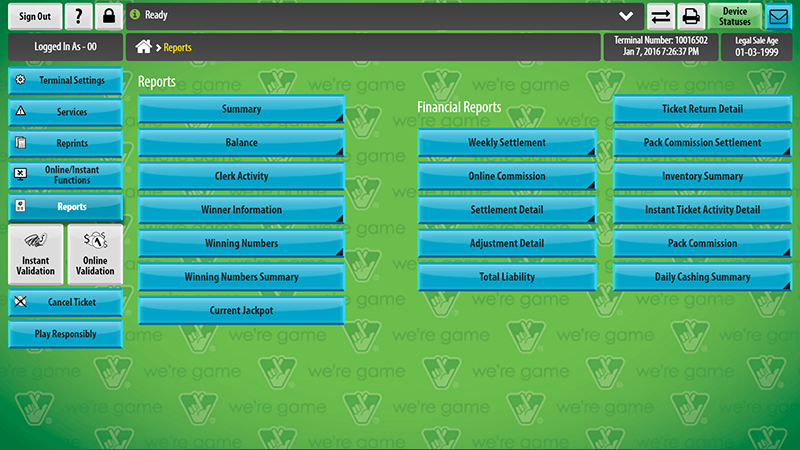 Sign Out
?
Ready
Device
Statuses
Logged In As - 00
> Reports
Terminal Number: 10016502
Jan 7, 2016 7:26:37 PM
Legal Sale Age
01-03-1999
Terminal Settings
Services
Reprints
Online/Instant
Functions
Reports
Instant
Validation
Online
Validation
Cancel Ticket
Play Responsibly
Reports
Summary
Balance
Clerk Activity
Winner Information
Winning Numbers
Winning Numbers Summary
Current Jackpot
Financial Reports
Weekly Settlement
Online Commission
Settlement Detail
Adjustment Detail
Total Liability
Ticket Return Detail
Pack Commission Settlement
Inventory Summary
Instant Ticket Activity Detail
Pack Commission
Daily Cashing Summary
we're game